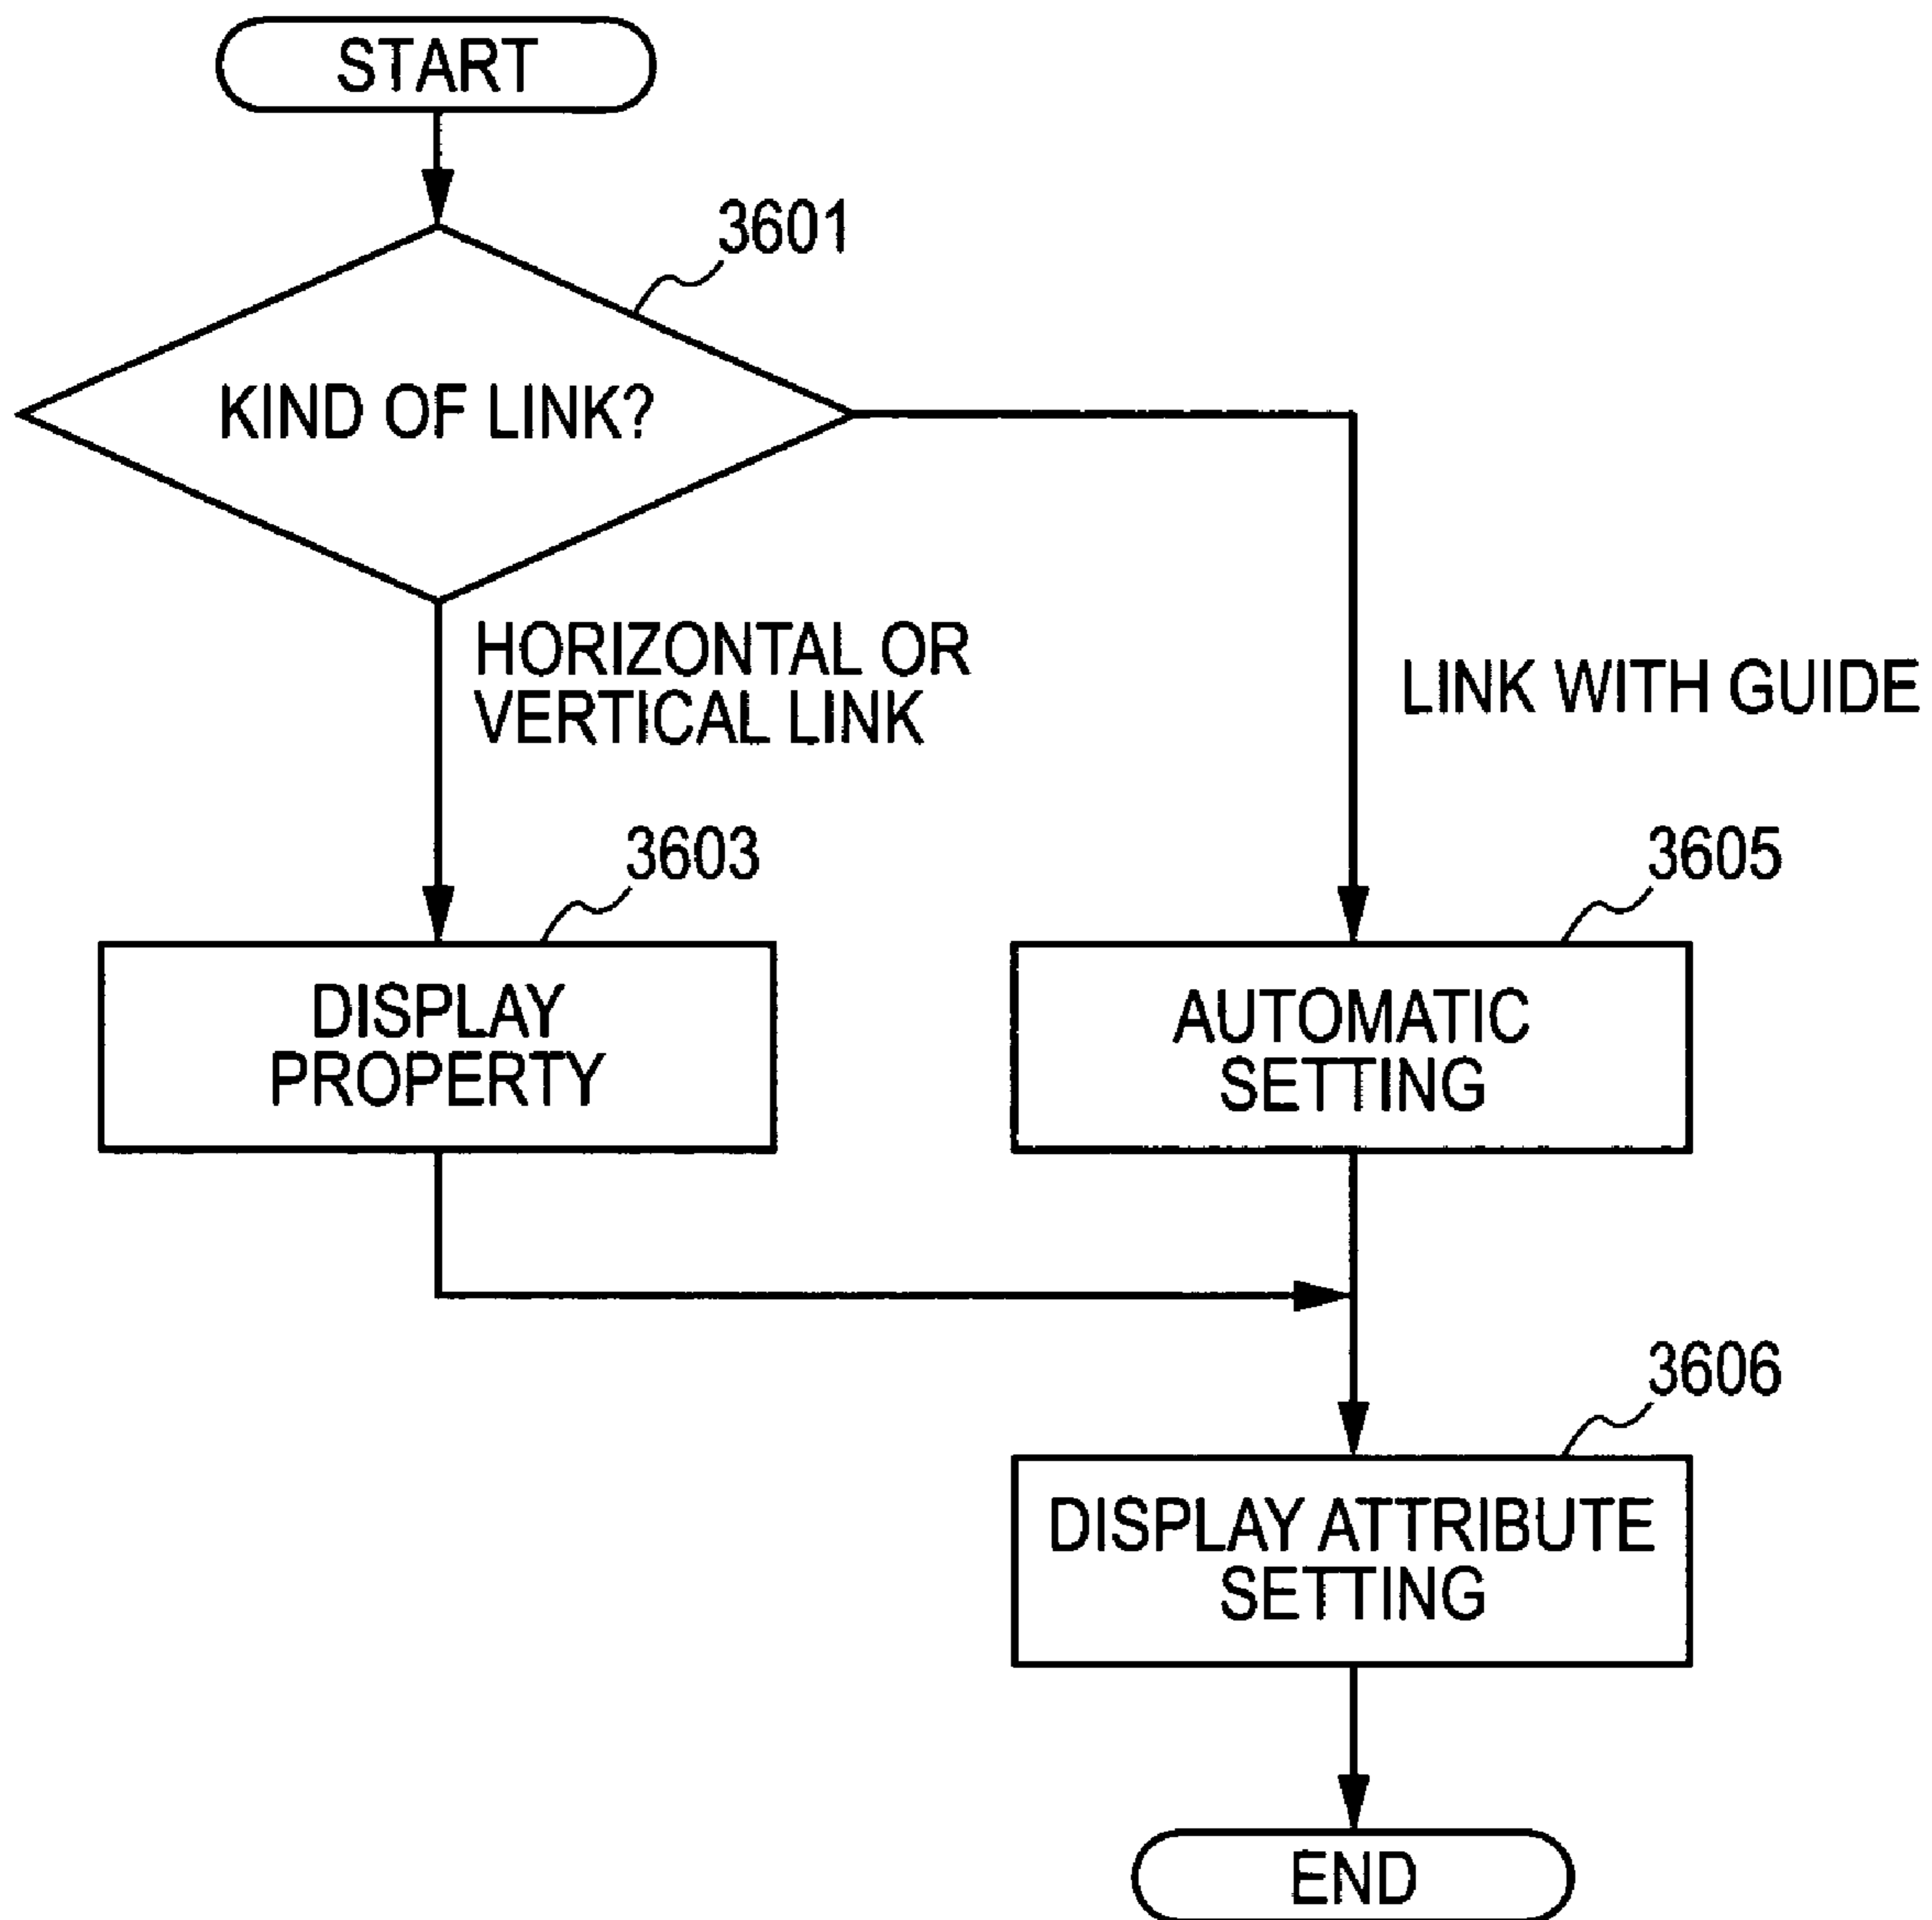 START
3601
KIND OF LINK?
HORIZONTAL OR
VERTICAL LINK
LINK WITH GUIDE
3603
3605
DISPLAY
PROPERTY
AUTOMATIC
SETTING
3606
DISPLAY ATTRIBUTE
SETTING
END